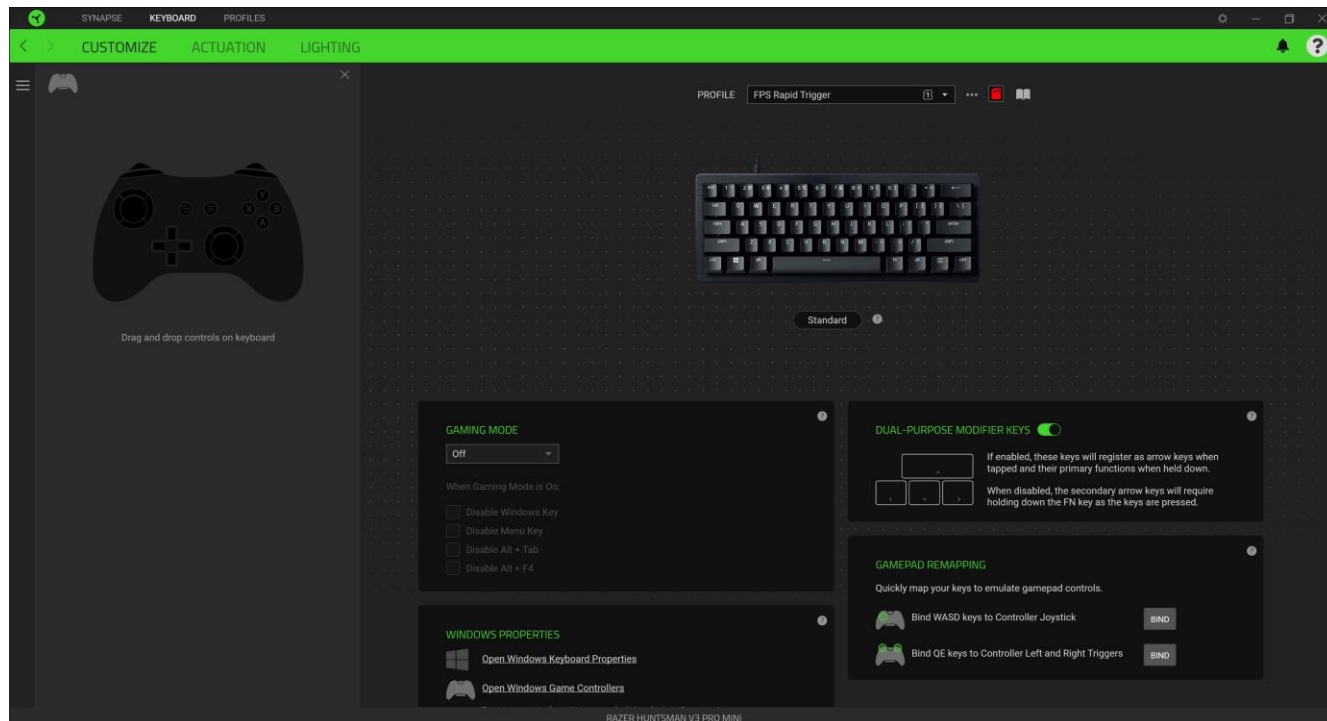 SYNAPSE KEYBOARD PROFILES
CUSTOMIZE ACTUATION LIGHTING
PROFILE FPS Rapid Trigger 1
Y
X B
A
Drag and drop controls on keyboard
Standard
GAMING MODE
Off
When Gaming Mode is On:
Disable Windows Key
Disable Menu Key
Disable Alt + Tab
Disable Alt + F4
WINDOWS PROPERTIES
Open Windows Keyboard Properties
Open Windows Game Controllers
DUAL-PURPOSE MODIFIER KEYS
If enabled, these keys will register as arrow keys when
tapped and their primary functions when held down.
When disabled, the secondary arrow keys will require
holding down the FN key as the keys are pressed.
GAMEPAD REMAPPING
Quickly map your keys to emulate gamepad controls.
Bind WASD keys to Controller Joystick BIND
Bind QE keys to Controller Left and Right Triggers BIND
RAZER HUNTSMAN V3 PRO MINI